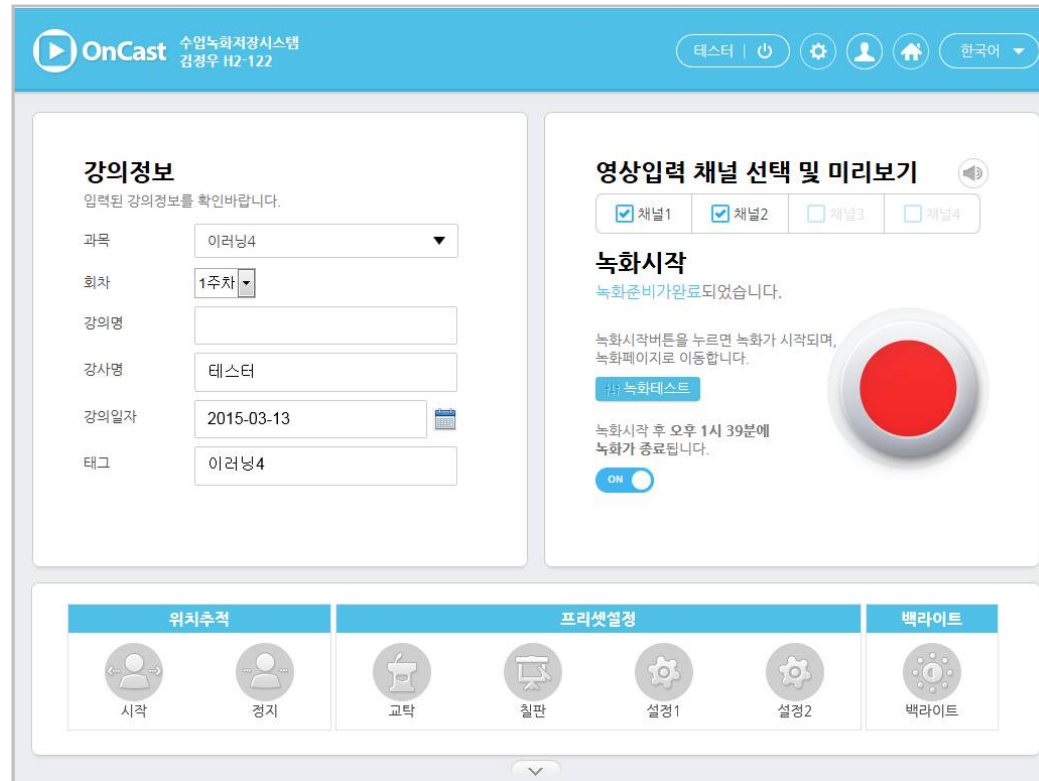 OnCast
수업녹화저장시스템
김정우 H2-122
테스터 |
한국어
강의정보
입력된 강의정보를 확인바랍니다.
과목 이러닝4
회차 1주차
강의명
강사명 테스터
강의일자 2015-03-13
태그 이러닝4
영상입력 채널 선택 및 미리보기
채널1 채널2 채널3 채널4
녹화시작
녹화준비가완료되었습니다.
녹화시작버튼을 누르면 녹화가 시작되며,
녹화페이지로 이동합니다.
녹화테스트
녹화시작 후 오후 1시 39분에
녹화가 종료됩니다.
ON
위치추적 프리셋설정 백라이트
시작 정지 교탁 칠판 설정1 설정2 백라이트